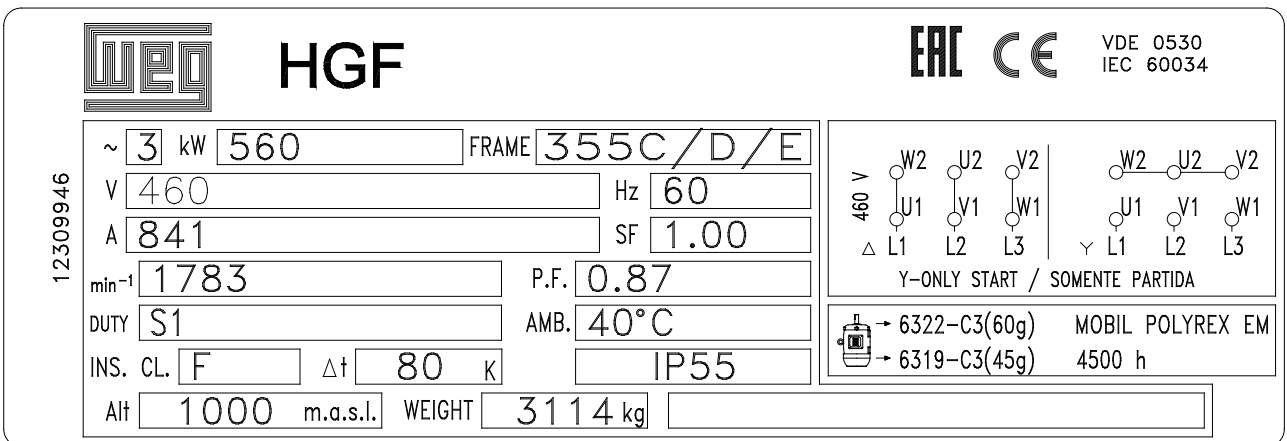 WEG HGF EAC CE VDE 0530
IEC 60034
12309946
~ 3 kW 560 FRAME 355C/D/E
V 460 Hz 60
A 841 SF 1.00
min⁻¹ 1783 P.F. 0.87
DUTY S1 AMB. 40°C
INS. CL. F Δt 80 K IP55
Alt 1000 m.a.s.l. WEIGHT 3114 kg
460 V
W2 U2 V2 W2 U2 V2
U1 V1 W1 U1 V1 W1
Δ L1 L2 L3 Y L1 L2 L3
Y-ONLY START / SOMENTE PARTIDA
→ 6322-C3(60g) MOBIL POLYREX EM
→ 6319-C3(45g) 4500 h